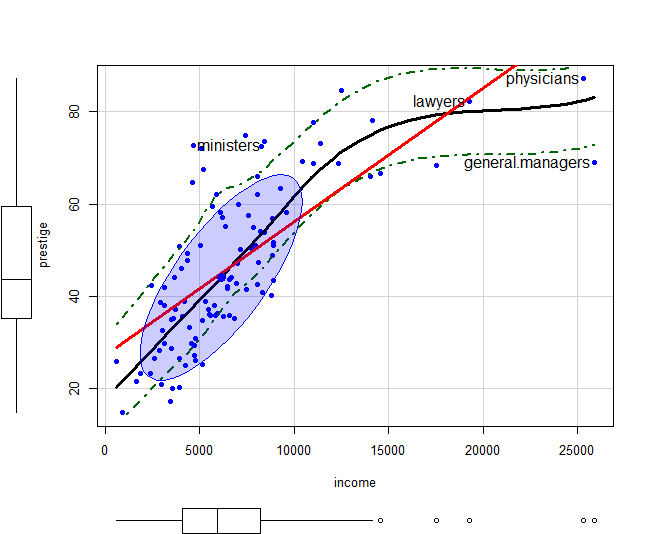 physicians
lawyers
ministers
general.managers
80
60
40
20
prestige
0 5000 10000 15000 20000 25000
income